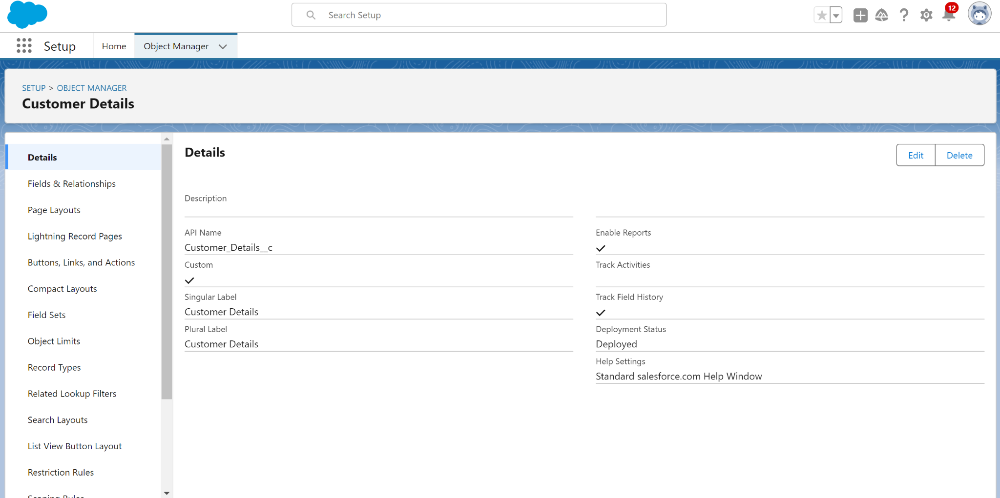 Search Setup
12
Setup
Home
Object Manager
SETUP > OBJECT MANAGER
Customer Details
Details
Fields & Relationships
Page Layouts
Lightning Record Pages
Buttons, Links, and Actions
Compact Layouts
Field Sets
Object Limits
Record Types
Related Lookup Filters
Search Layouts
List View Button Layout
Restriction Rules
Scoping Rules
Details
Edit
Delete
Description
API Name
Customer_Details__c
Custom
Singular Label
Customer Details
Plural Label
Customer Details
Enable Reports
Track Activities
Track Field History
Deployment Status
Deployed
Help Settings
Standard salesforce.com Help Window